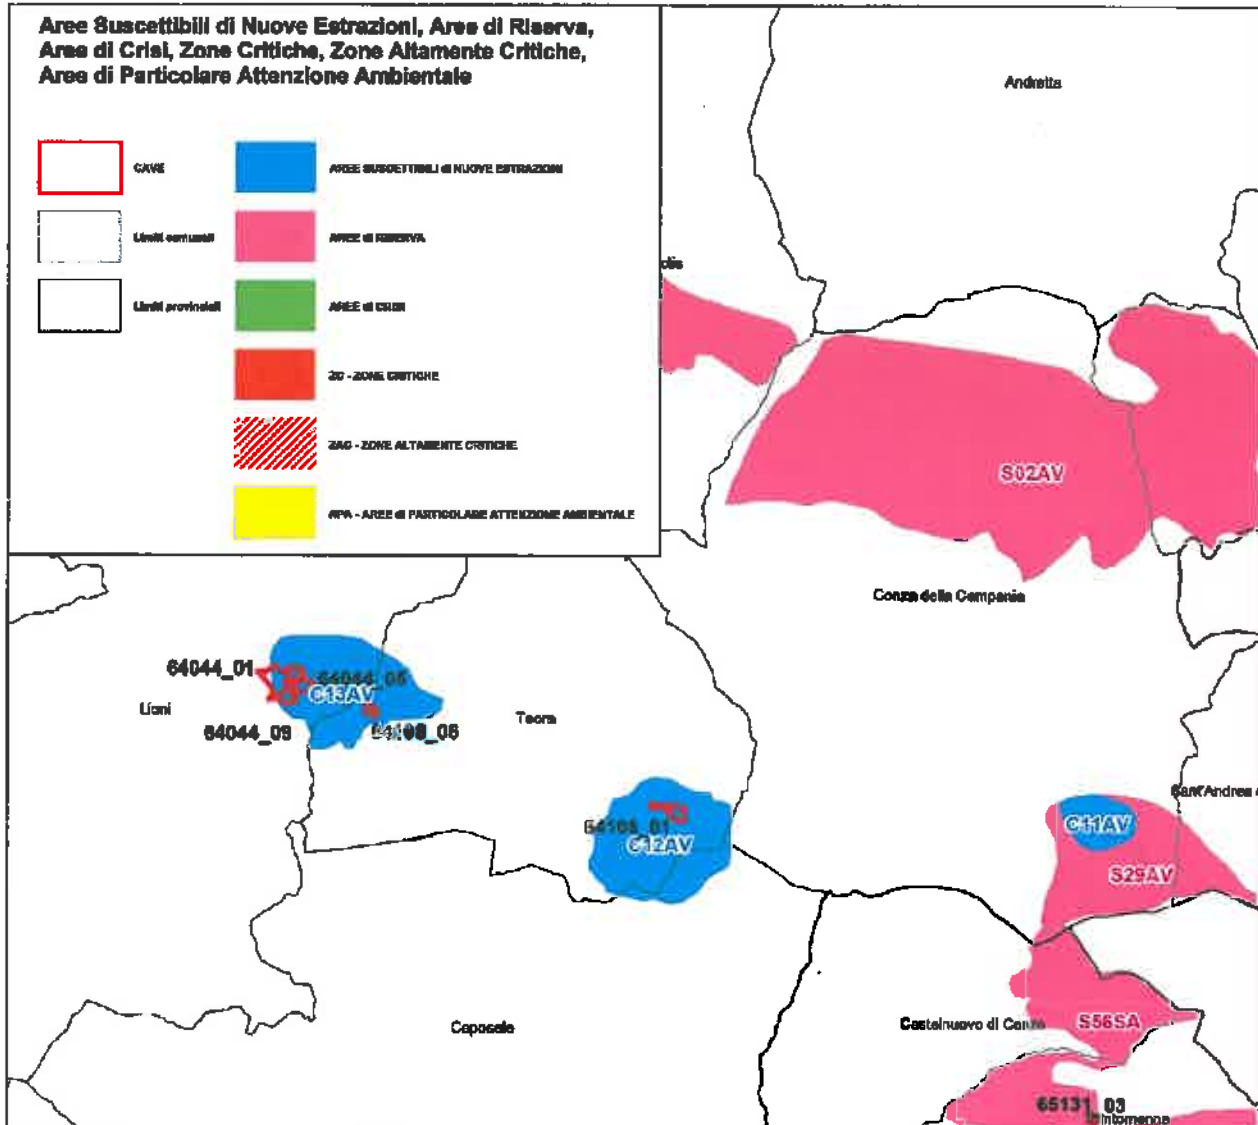 Aree Suscettibili di Nuove Estrazioni, Aree di Riserva,
Aree di Crisi, Zone Critiche, Zone Altamente Critiche,
Aree di Particolare Attenzione Ambientale
CAVE
AREE SUSCETTIBILI di NUOVE ESTRAZIONI
Limiti comunali
AREE di RISERVA
Limiti provinciali
AREE di CRISI
ZC - ZONE CRITICHE
ZAC - ZONE ALTAMENTE CRITICHE
APA - AREE di PARTICOLARE ATTENZIONE AMBIENTALE
Andretta
S02AV
Conza della Campania
64044_01
C13AV
Lioni
64044_09
Teora
Sant'Andrea
C11AV
64108_01
C12AV
S29AV
Caposele
Castelnuovo di Conza
S56SA
65131_03